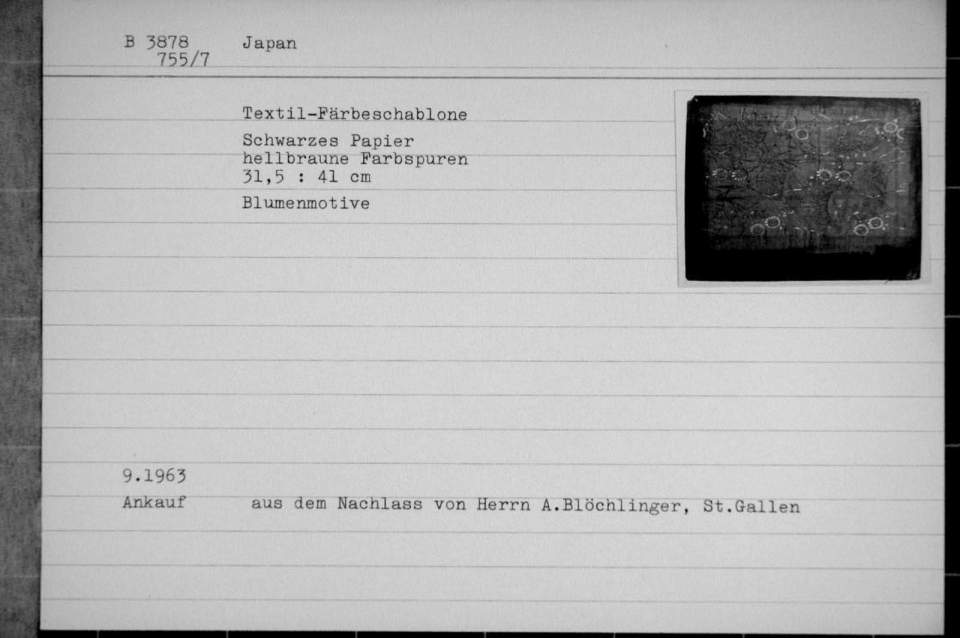 B 3878 Japan
755/7
Textil-Färbeschablone
Schwarzes Papier
hellbraune Farbspuren
31,5 : 41 cm
Blumenmotive
9.1963
Ankauf aus dem Nachlass von Herrn A.Blöchlinger, St.Gallen